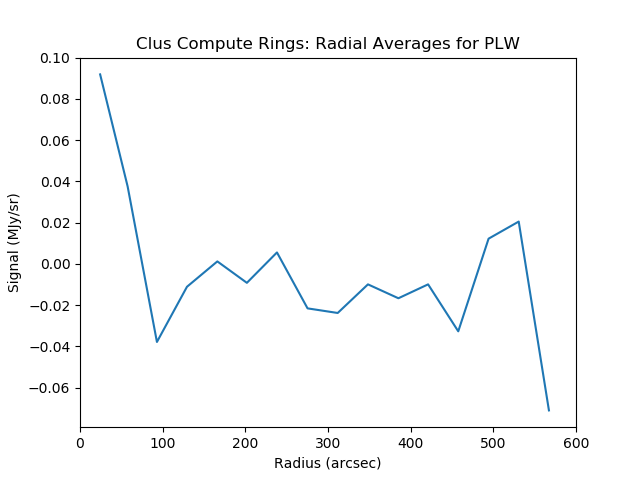 Clus Compute Rings: Radial Averages for PLW
0.10
0.08
0.06
0.04
0.02
0.00
−0.02
−0.04
−0.06
Signal (MJy/sr)
0 100 200 300 400 500 600
Radius (arcsec)